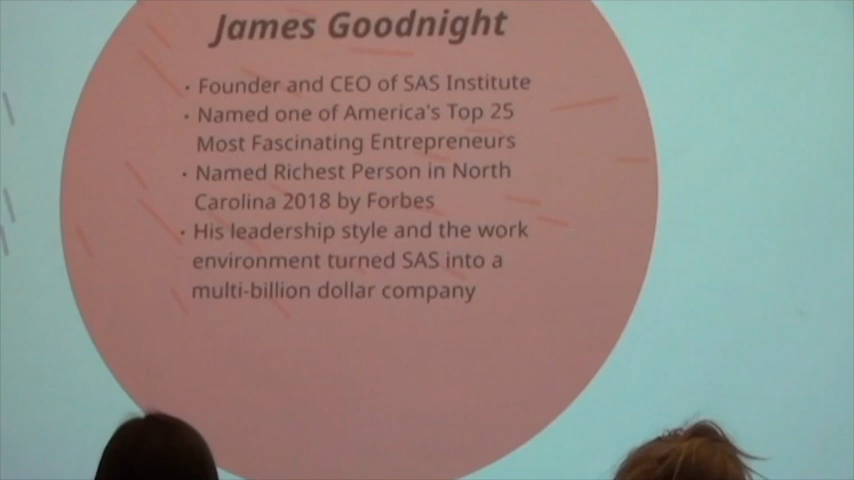 James Goodnight
· Founder and CEO of SAS Institute
· Named one of America's Top 25
Most Fascinating Entrepreneurs
· Named Richest Person in North
Carolina 2018 by Forbes
· His leadership style and the work
environment turned SAS into a
multi-billion dollar company